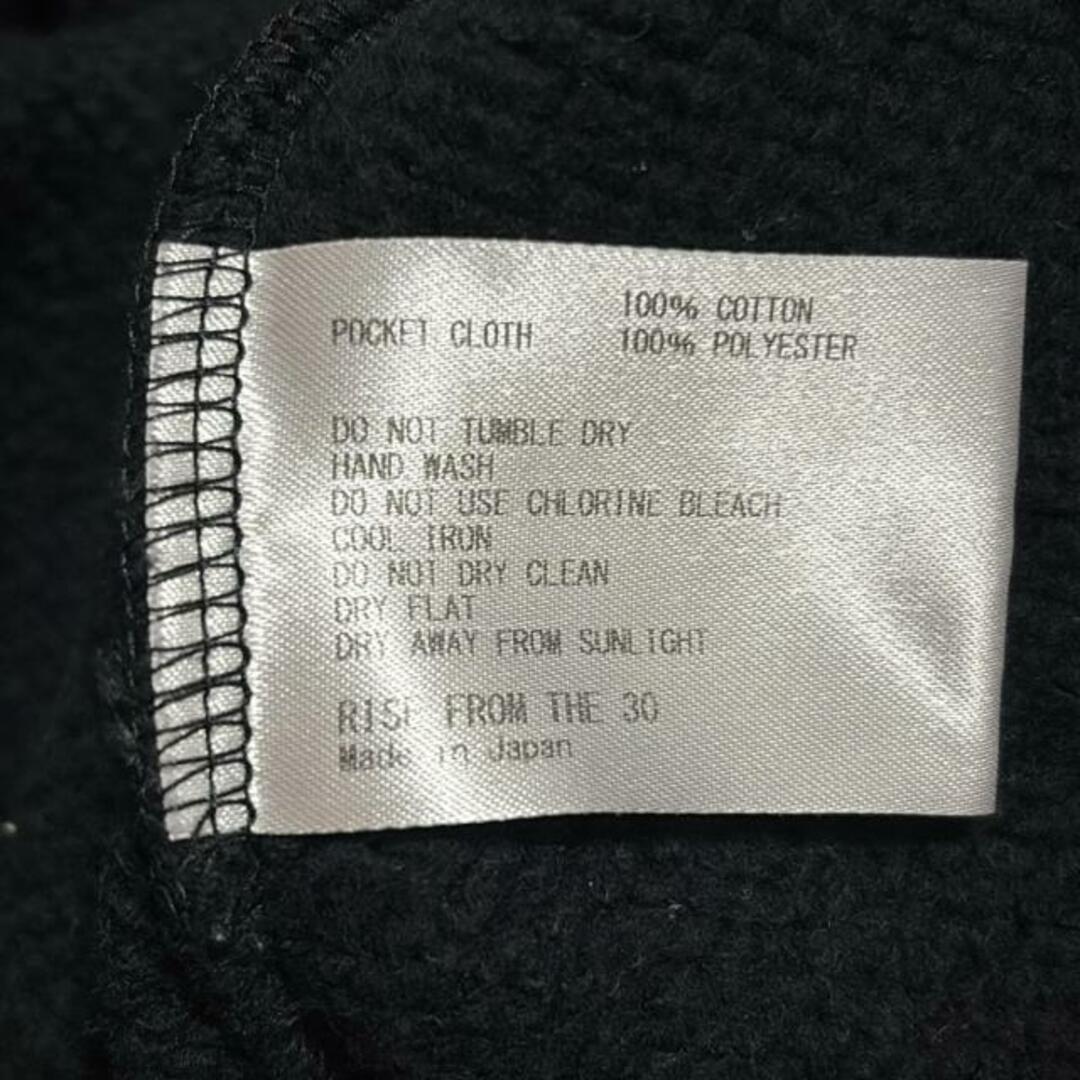 100% COTTON
POCKET CLOTH 100% POLYESTER
DO NOT TUMBLE DRY
HAND WASH
DO NOT USE CHLORINE BLEACH
COOL IRON
DO NOT DRY CLEAN
DRY FLAT
DRY AWAY FROM SUNLIGHT
RISE FROM THE 30
Made in Japan